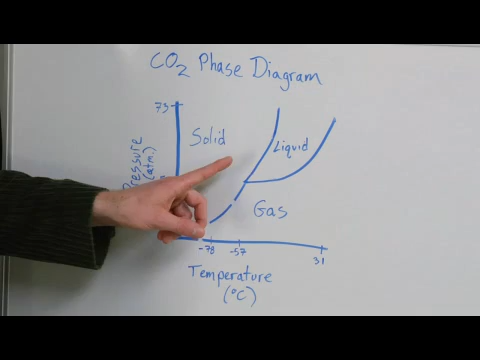 CO2 Phase Diagram
73
Solid
Liquid
Pressure
(atm.)
Gas
-78
-57
31
Temperature
(°C)